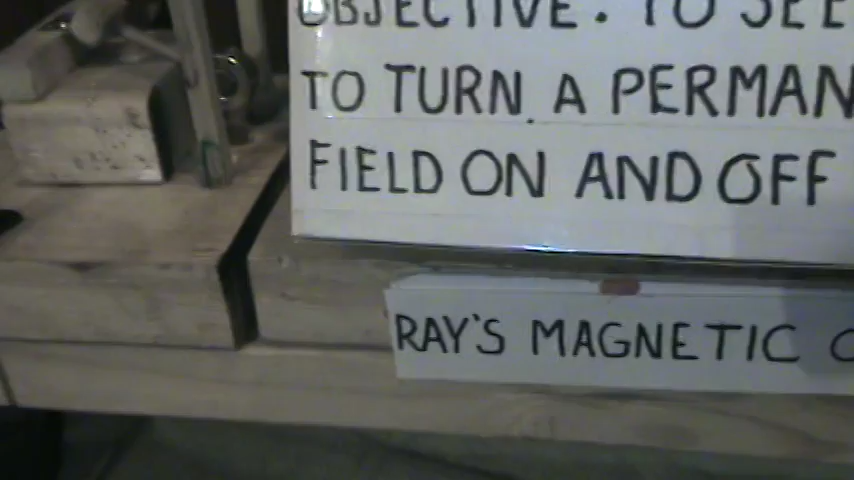 OBJECTIVE. TO SEE
TO TURN A PERMAN
FIELD ON AND OFF
RAY'S MAGNETIC